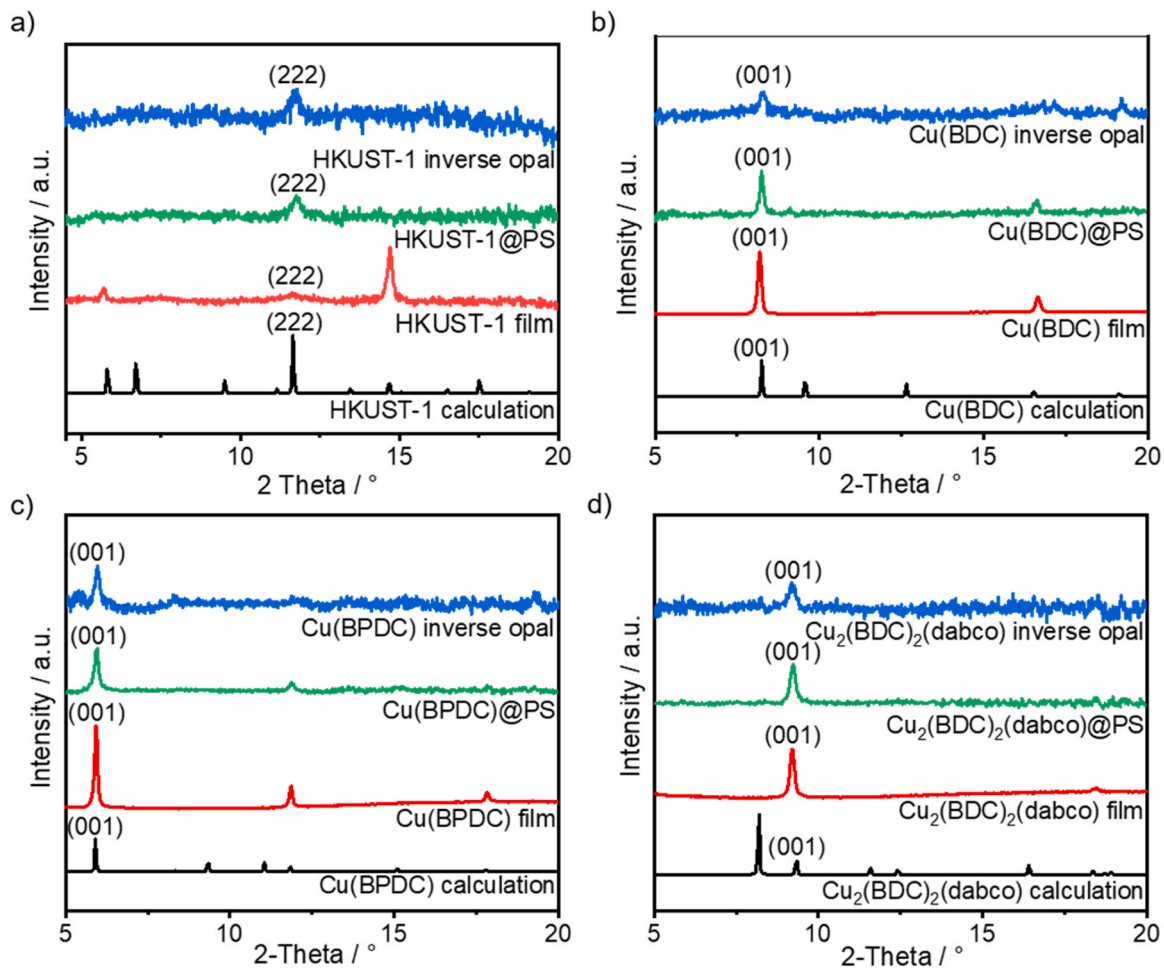 a)
(222)
HKUST-1 inverse opal
(222)
HKUST-1@PS
(222)
HKUST-1 film
(222)
HKUST-1 calculation
Intensity / a.u.
5 10 15 20
2 Theta / °
b)
(001)
Cu(BDC) inverse opal
(001)
Cu(BDC)@PS
(001)
Cu(BDC) film
(001)
Cu(BDC) calculation
Intensity / a.u.
5 10 15 20
2-Theta / °
c)
(001)
Cu(BPDC) inverse opal
(001)
Cu(BPDC)@PS
(001)
Cu(BPDC) film
(001)
Cu(BPDC) calculation
Intensity / a.u.
5 10 15 20
2-Theta / °
d)
(001)
Cu₂(BDC)₂(dabco) inverse opal
(001)
Cu₂(BDC)₂(dabco)@PS
(001)
Cu₂(BDC)₂(dabco) film
(001)
Cu₂(BDC)₂(dabco) calculation
Intensity / a.u.
5 10 15 20
2-Theta / °